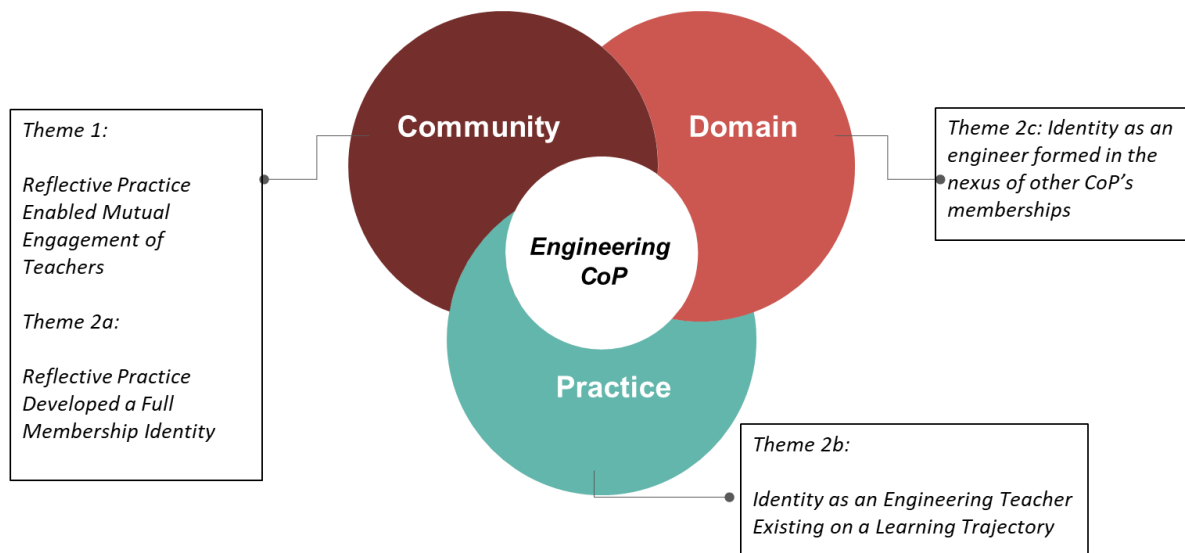 Theme 1:
Reflective Practice
Enabled Mutual
Engagement of
Teachers
Theme 2a:
Reflective Practice
Developed a Full
Membership Identity
Community
Domain
Engineering
CoP
Practice
Theme 2c: Identity as an
engineer formed in the
nexus of other CoP’s
memberships
Theme 2b:
Identity as an Engineering Teacher
Existing on a Learning Trajectory